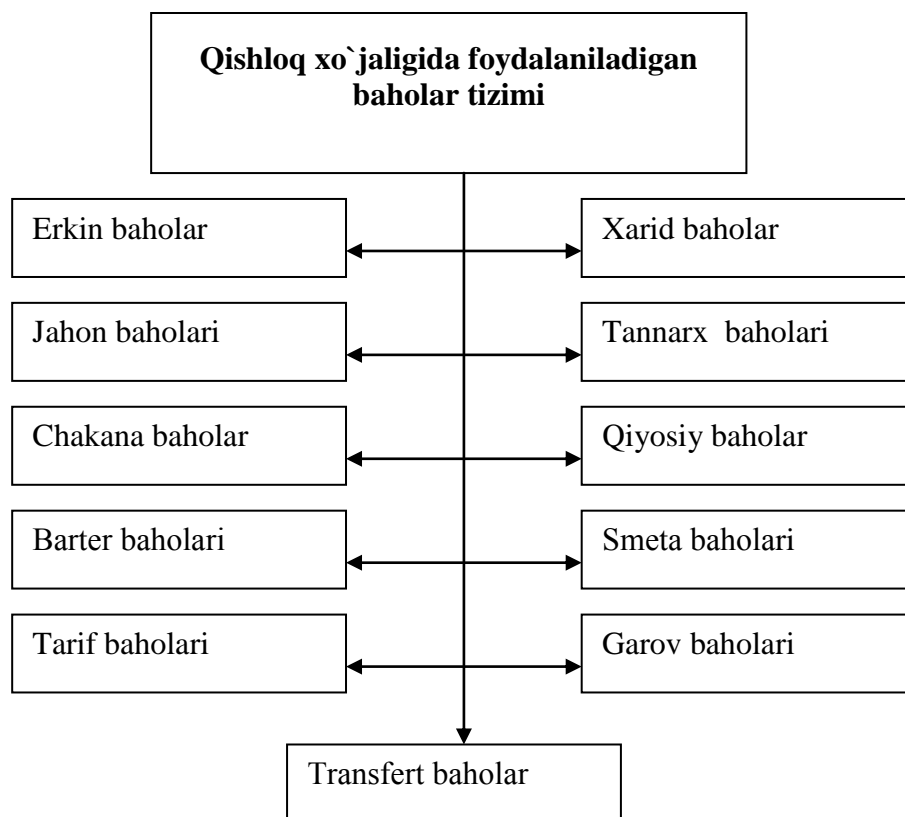 Qishloq xo`jaligida foydalaniladigan
baholar tizimi
Erkin baholar
Xarid baholar
Jahon baholari
Tannarx  baholari
Chakana baholar
Qiyosiy baholar
Barter baholari
Smeta baholari
Tarif baholari
Garov baholari
Transfert baholar